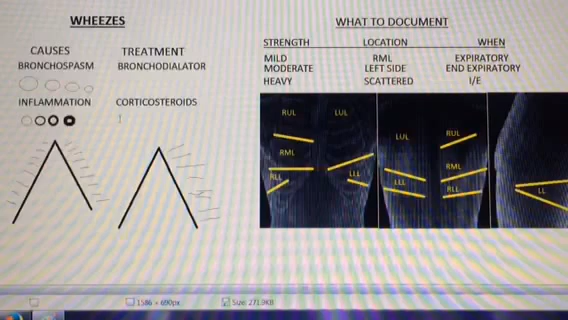 WHEEZES
CAUSES
TREATMENT
BRONCHOSPASM
BRONCHODIALATOR
INFLAMMATION
CORTICOSTEROIDS
WHAT TO DOCUMENT
STRENGTH LOCATION WHEN
MILD RML EXPIRATORY
MODERATE LEFT SIDE END EXPIRATORY
HEAVY SCATTERED I/E
RUL LUL
RML
RLL LLL
LUL RUL
RML
LLL RLL
LL
1586 × 690px Size: 271.9KB